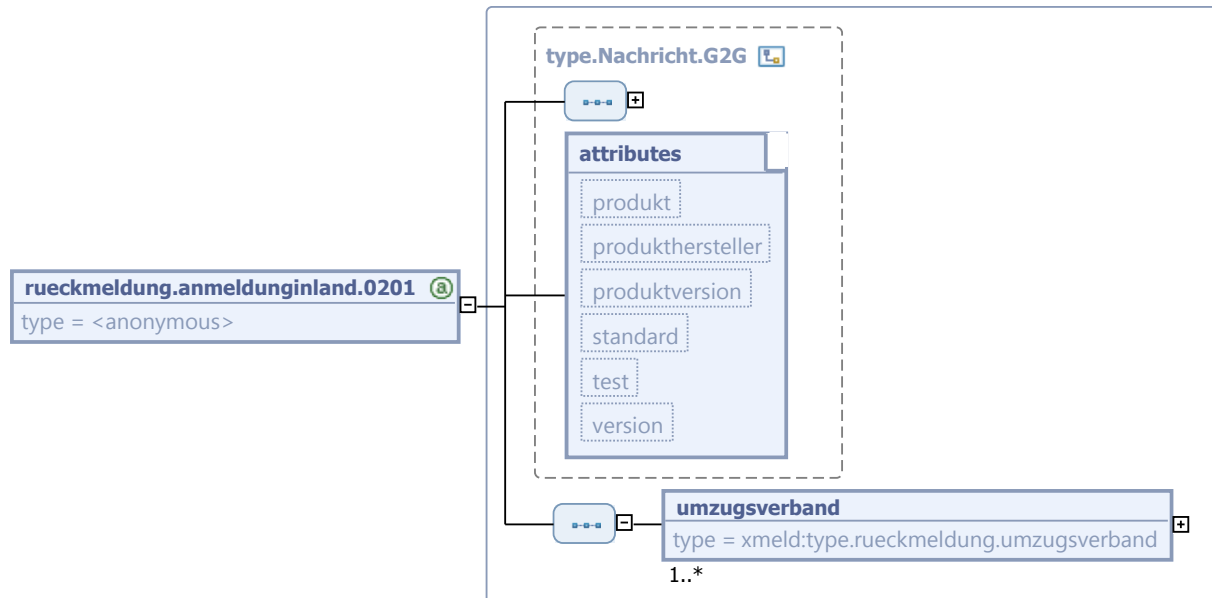 type.Nachricht.G2G
attributes
produkt
produkthersteller
produktversion
standard
test
version
rueckmeldung.anmeldunginland.0201 a
type = <anonymous>
umzugsverband
type = xmeld:type.rueckmeldung.umzugsverband
1..*